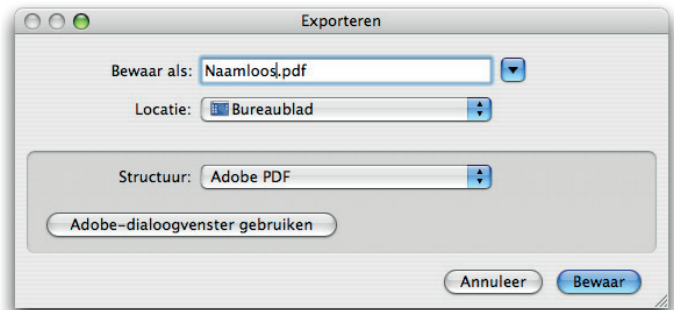 Exporteren
Bewaar als: Naamloos.pdf
Locatie: Bureaublad
Structuur: Adobe PDF
Adobe-dialoogvenster gebruiken
Annuleer Bewaar